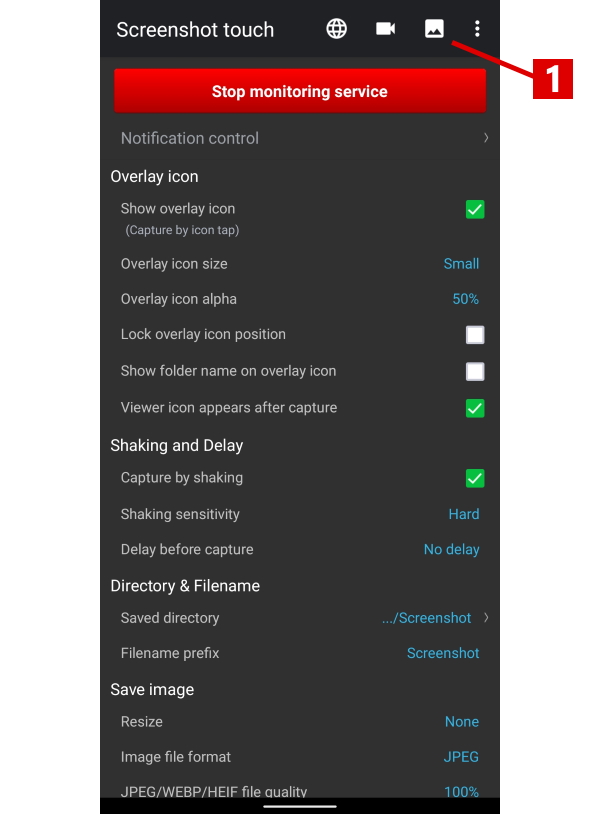 Screenshot touch
1
Stop monitoring service
Notification control
Overlay icon
Show overlay icon
(Capture by icon tap)
Overlay icon size Small
Overlay icon alpha 50%
Lock overlay icon position
Show folder name on overlay icon
Viewer icon appears after capture
Shaking and Delay
Capture by shaking
Shaking sensitivity Hard
Delay before capture No delay
Directory & Filename
Saved directory .../Screenshot
Filename prefix Screenshot
Save image
Resize None
Image file format JPEG
JPEG/WEBP/HEIF file quality 100%